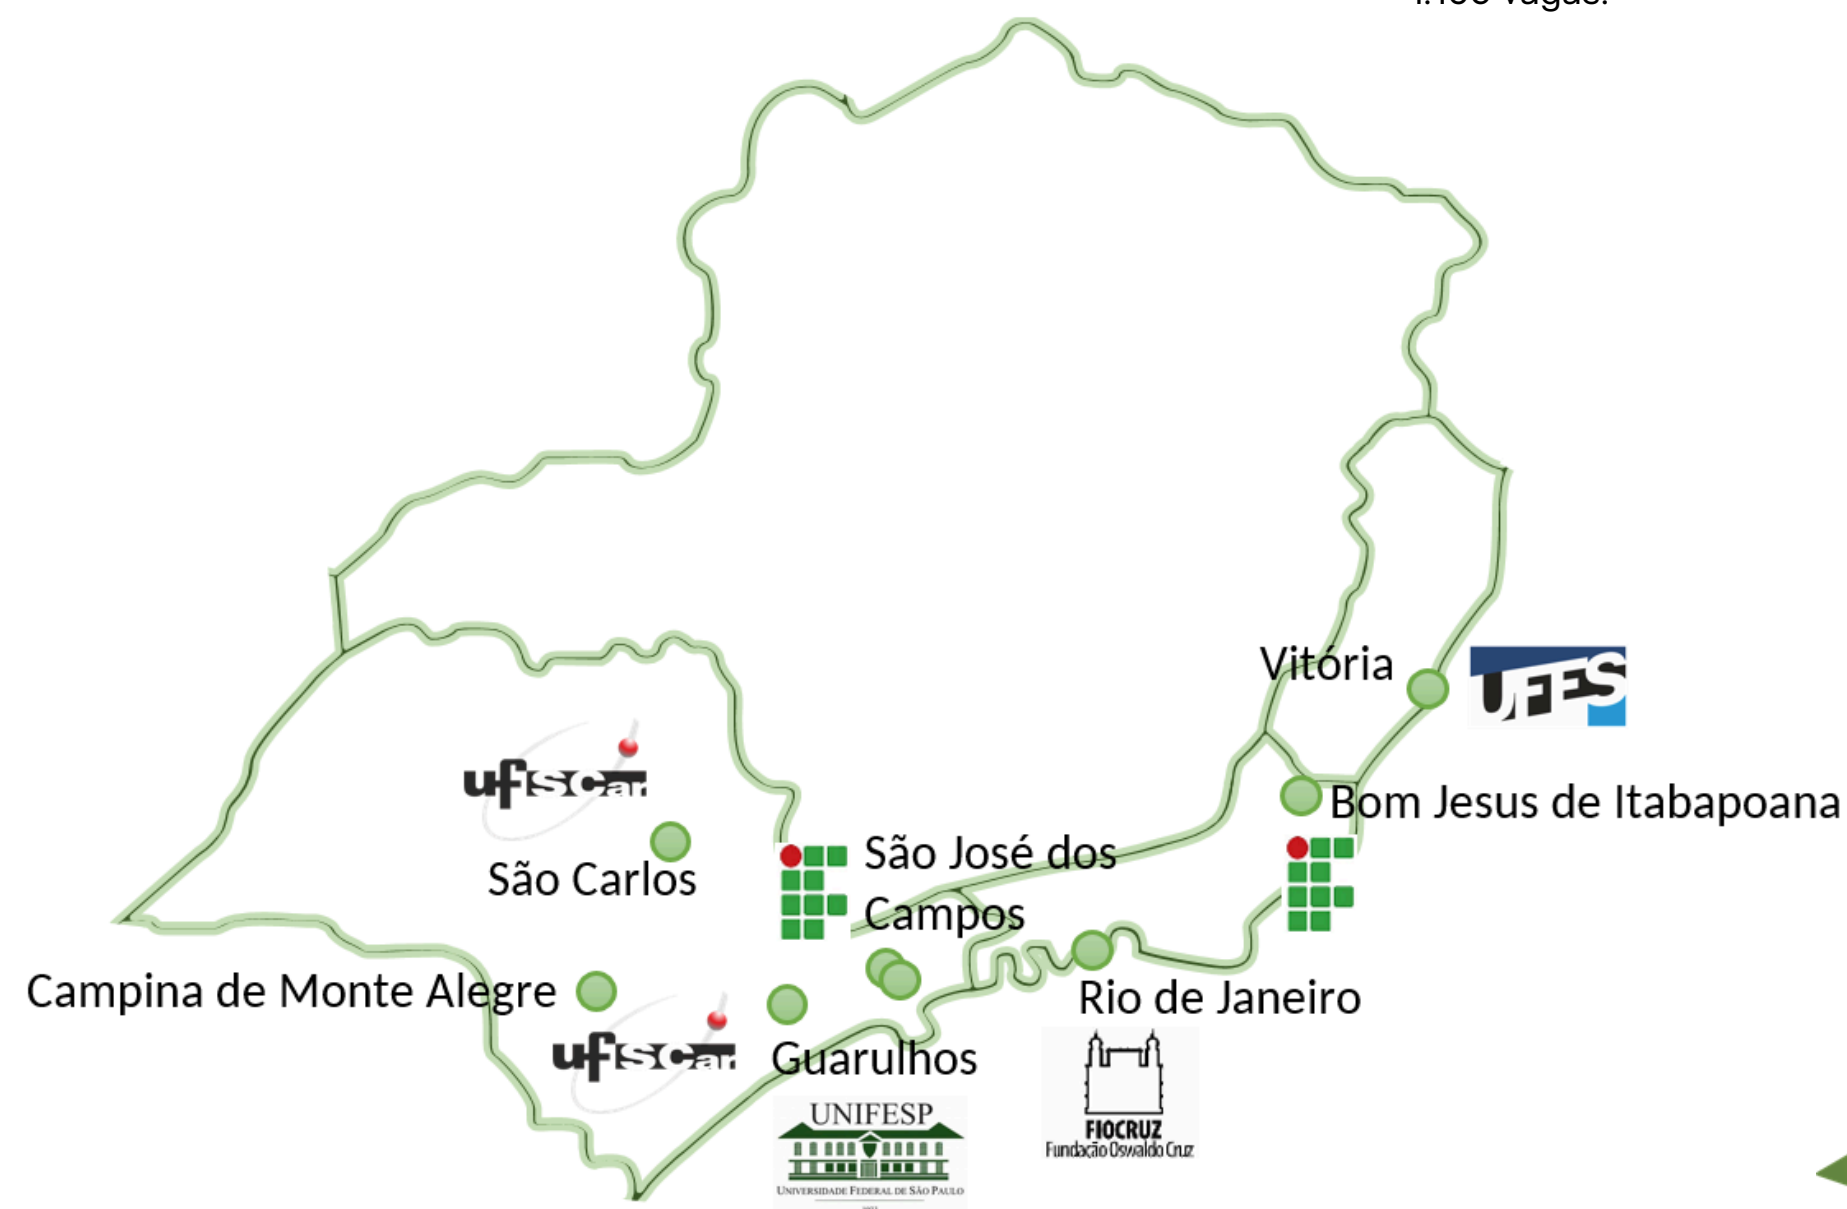 vagas.
Vitória
UFES
Bom Jesus de Itabapoana
ufscar
São Carlos
São José dos
Campos
Campina de Monte Alegre
ufscar
Rio de Janeiro
Guarulhos
FIOCRUZ
Fundação Oswaldo Cruz
UNIFESP
UNIVERSIDADE FEDERAL DE SÃO PAULO